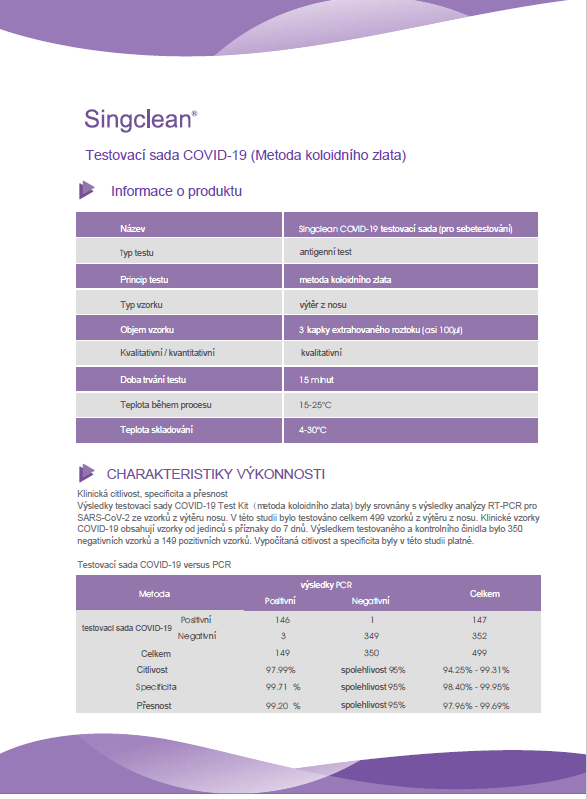 Singclean®
Testovací sada COVID-19 (Metoda koloidního zlata)
Informace o produktu
Název Singclean COVID-19 testovací sada (pro sebetestování)
Typ testu antigenní test
Princip testu metoda koloidního zlata
Typ vzorku výtěr z nosu
Objem vzorku 3 kapky extrahovaného roztoku (asi 100µl)
Kvalitativní / kvantitativní kvalitativní
Doba trvání testu 15 minut
Teplota během procesu 15-25°C
Teplota skladování 4-30°C
CHARAKTERISTIKY VÝKONNOSTI
Klinická citlivost, specificita a přesnost
Výsledky testovací sady COVID-19 Test Kit (metoda koloidního zlata) byly srovnány s výsledky analýzy RT-PCR pro
SARS-CoV-2 ze vzorků z výtěru nosu. V této studii bylo testováno celkem 499 vzorků z výtěru z nosu. Klinické vzorky
COVID-19 obsahují vzorky od jedinců s příznaky do 7 dnů. Výsledkem testovaného a kontrolního činidla bylo 350
negativních vzorků a 149 pozitivních vzorků. Vypočítaná citlivost a specificita byly v této studii platné.
Testovací sada COVID-19 versus PCR
Metoda výsledky PCR Celkem
Positivní Negativní
testovací sada COVID-19 Positivní 146 1 147
Negativní 3 349 352
Celkem 149 350 499
Citlivost 97.99% spolehlivost 95% 94.25% - 99.31%
Specificita 99.71 % spolehlivost 95% 98.40% - 99.95%
Přesnost 99.20 % spolehlivost 95% 97.96% - 99.69%